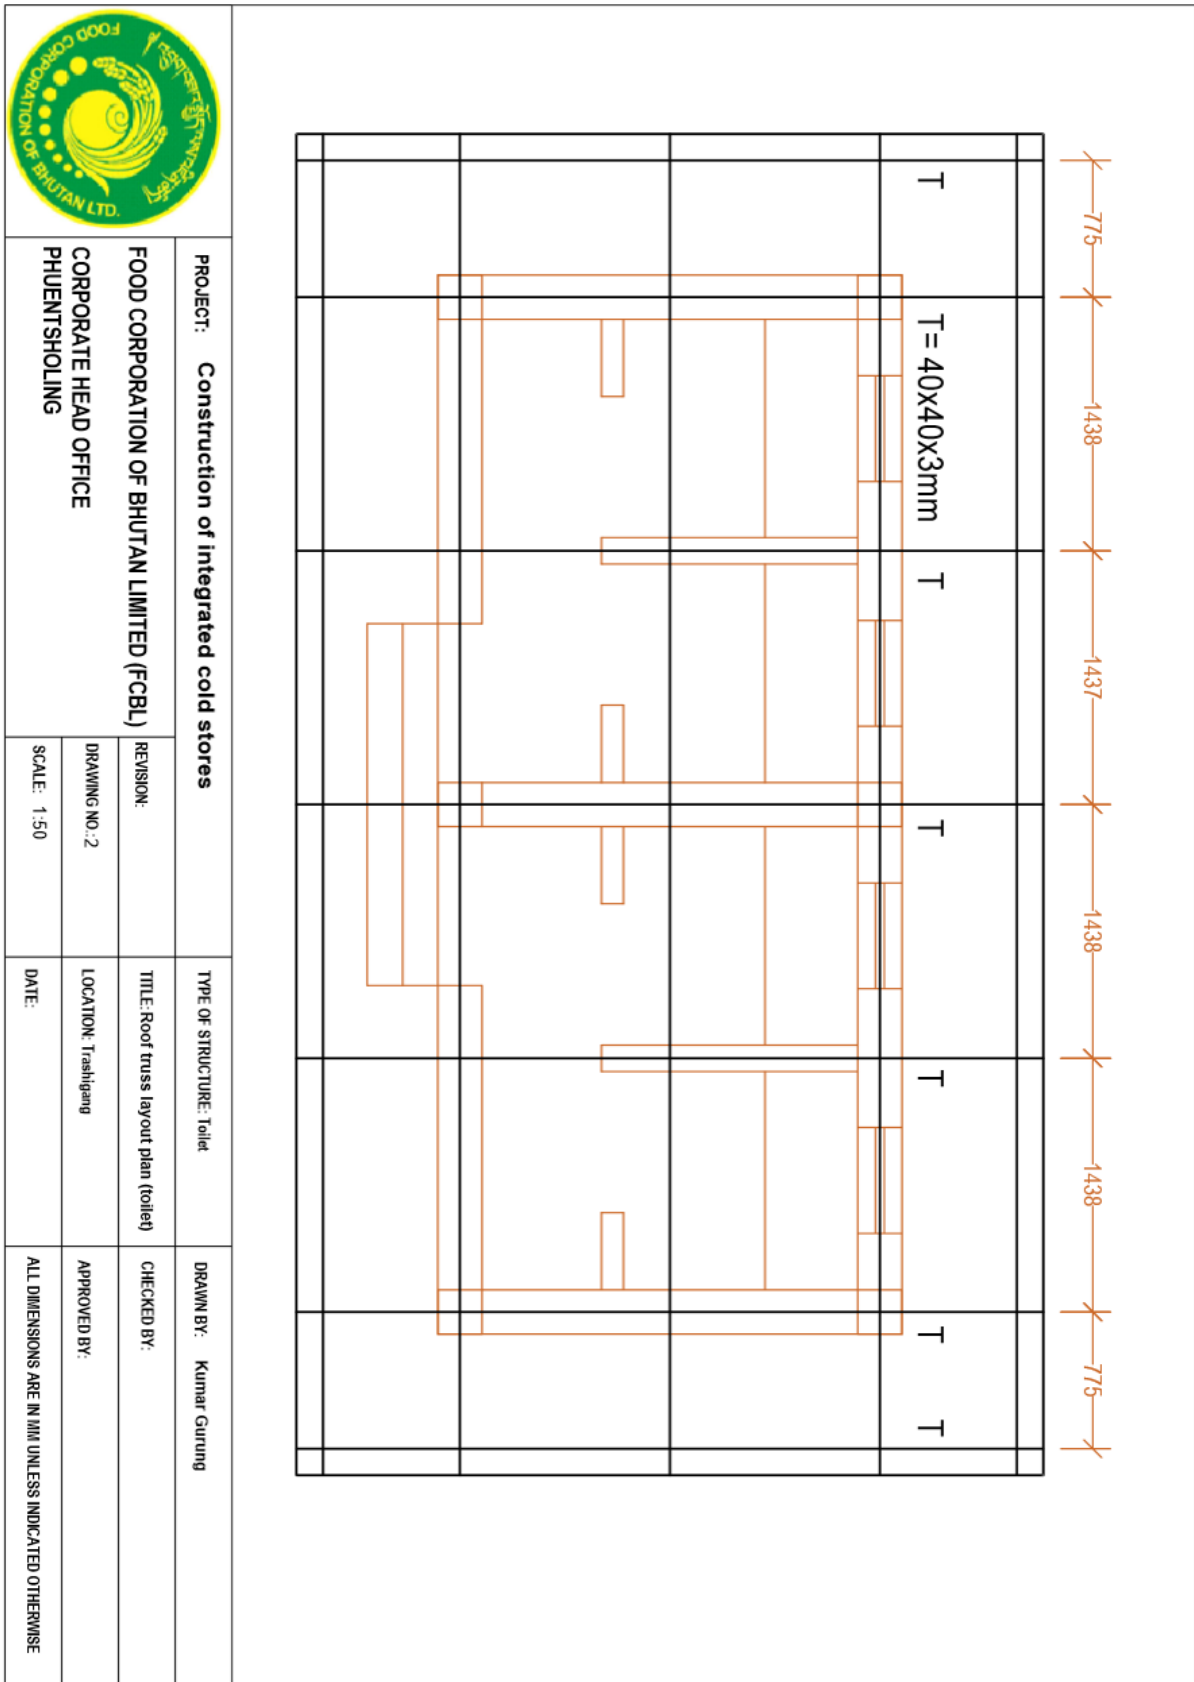 775
1438
1437
1438
1438
775
T
T= 40x40x3mm
T
T
T
T
T
FOOD CORPORATION OF BHUTAN LTD.
PROJECT: Construction of integrated cold stores
FOOD CORPORATION OF BHUTAN LIMITED (FCBL)
CORPORATE HEAD OFFICE
PHUENTSHOLING
REVISION:
DRAWING NO.:2
SCALE: 1:50
TYPE OF STRUCTURE: Toilet
TITLE: Roof truss layout plan (toilet)
LOCATION: Trashigang
DATE:
DRAWN BY: Kumar Gurung
CHECKED BY:
APPROVED BY:
ALL DIMENSIONS ARE IN MM UNLESS INDICATED OTHERWISE